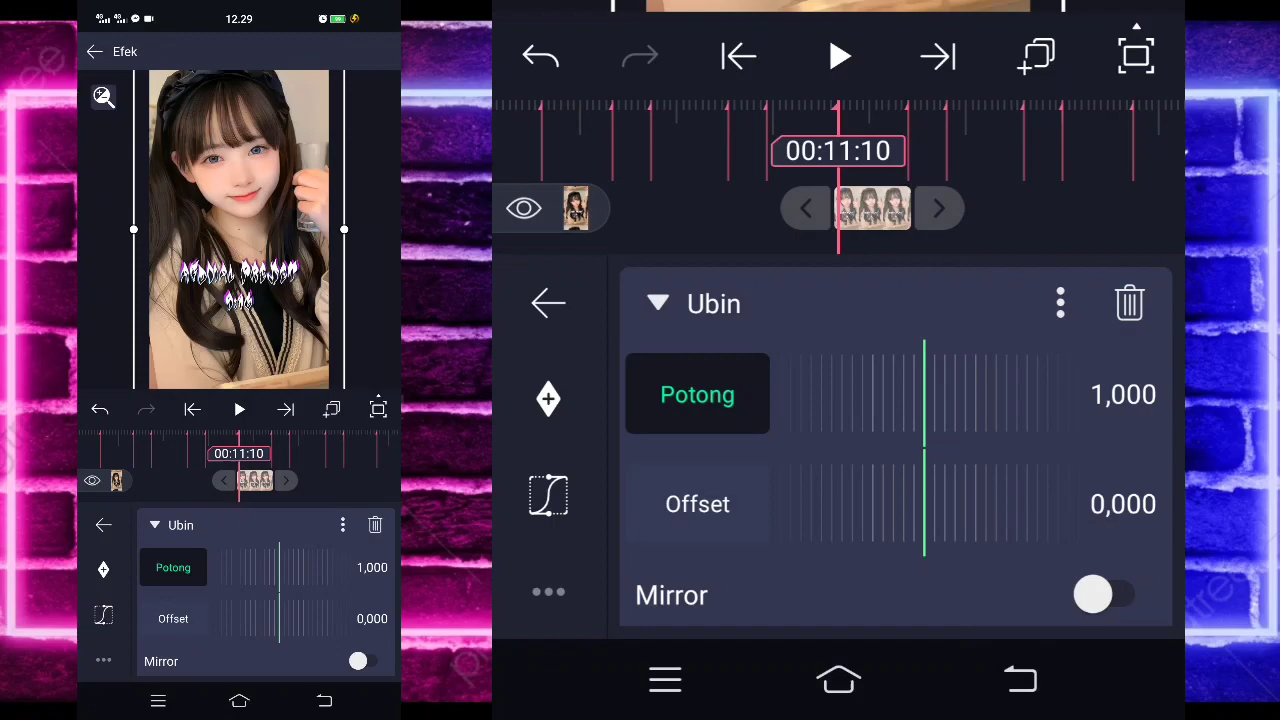 12.29
Efek
00:11:10
Ubin
Potong
1,000
Offset
0,000
Mirror
00:11:10
Ubin
Potong
1,000
Offset
0,000
Mirror